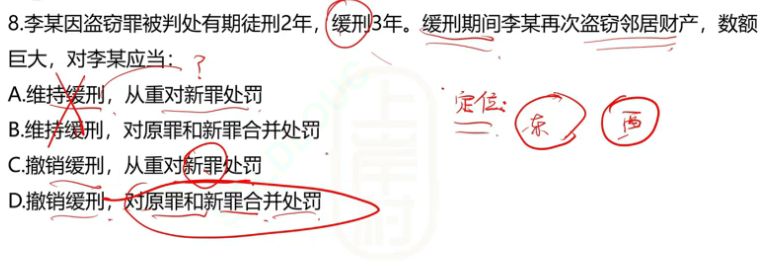 8.李某因盗窃罪被判处有期徒刑2年，缓刑3年。缓刑期间李某再次盗窃邻居财产，数额
巨大，对李某应当：
?
A.维持缓刑，从重对新罪处罚
定位：
东 西
B.维持缓刑，对原罪和新罪合并处罚
C.撤销缓刑，从重对新罪处罚
D.撤销缓刑，对原罪和新罪合并处罚